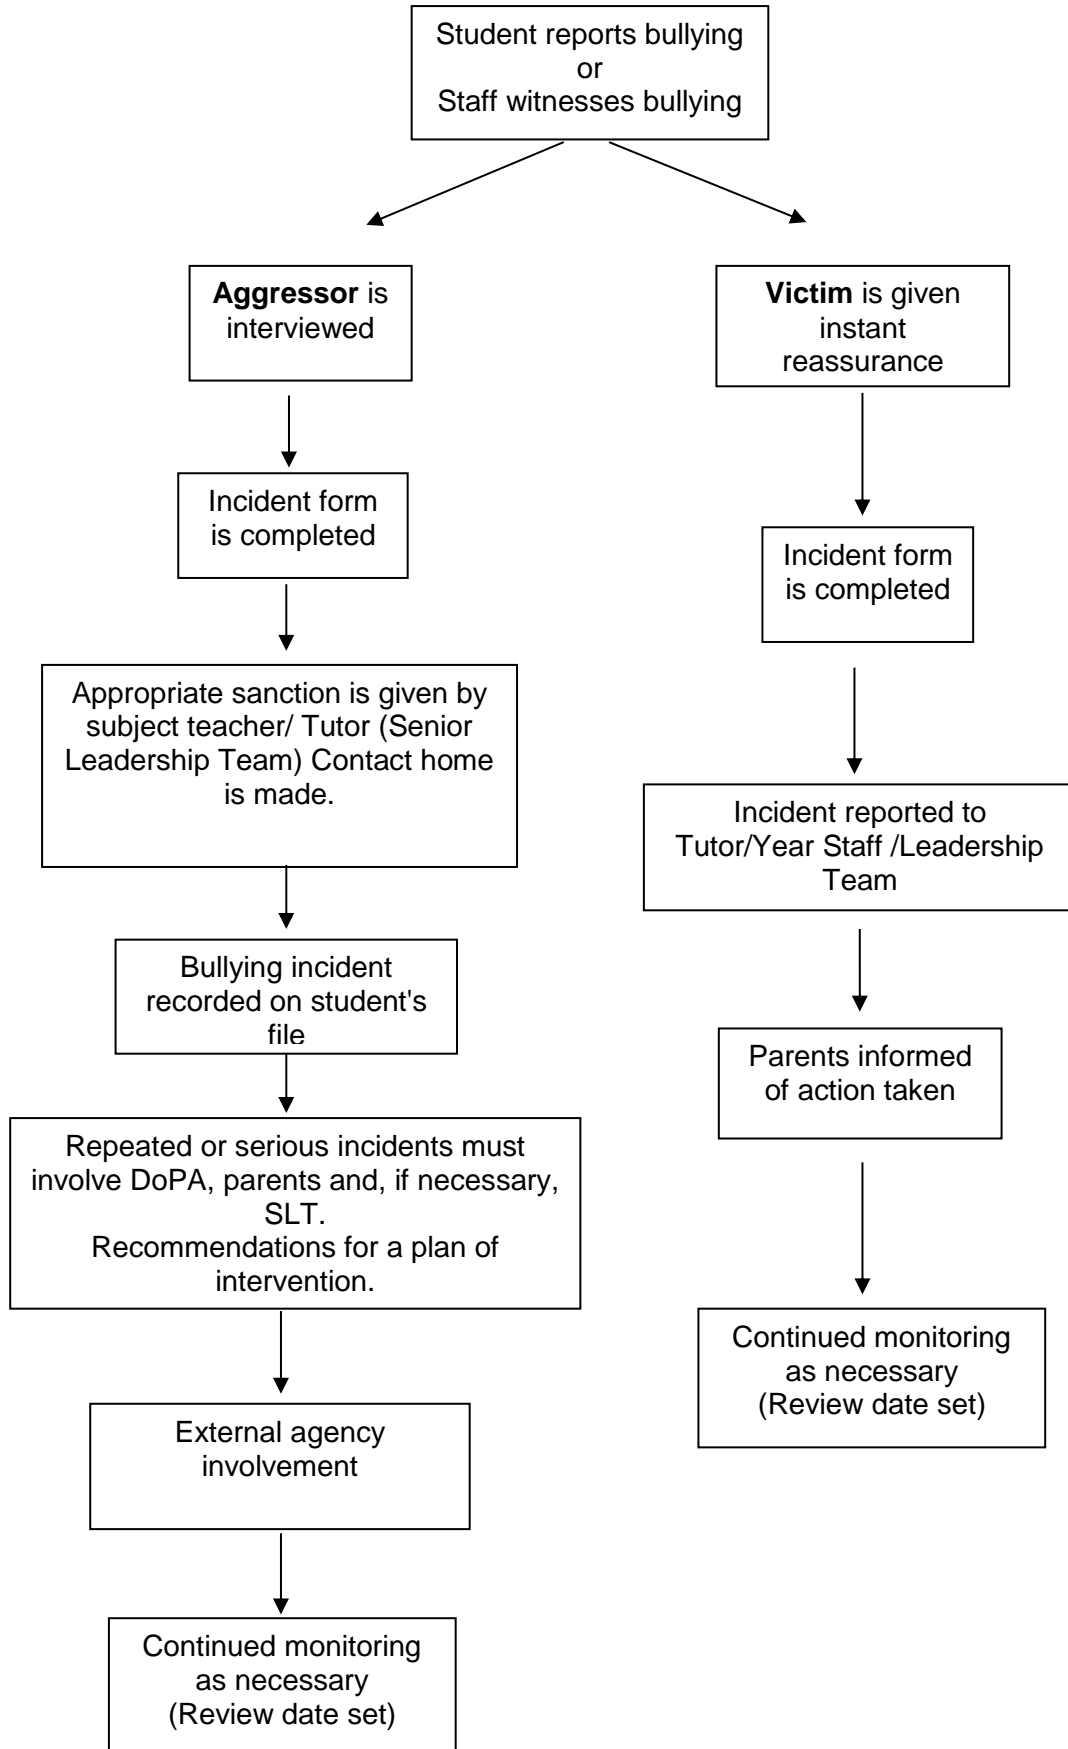 Student reports bullying
or
Staff witnesses bullying
Aggressor is
interviewed
Incident form
is completed
Appropriate sanction is given by
subject teacher/ Tutor (Senior
Leadership Team) Contact home
is made.
Bullying incident
recorded on student's
file
Repeated or serious incidents must
involve DoPA, parents and, if necessary,
SLT.
Recommendations for a plan of
intervention.
External agency
involvement
Continued monitoring
as necessary
(Review date set)
Victim is given
instant
reassurance
Incident form
is completed
Incident reported to
Tutor/Year Staff /Leadership
Team
Parents informed
of action taken
Continued monitoring
as necessary
(Review date set)